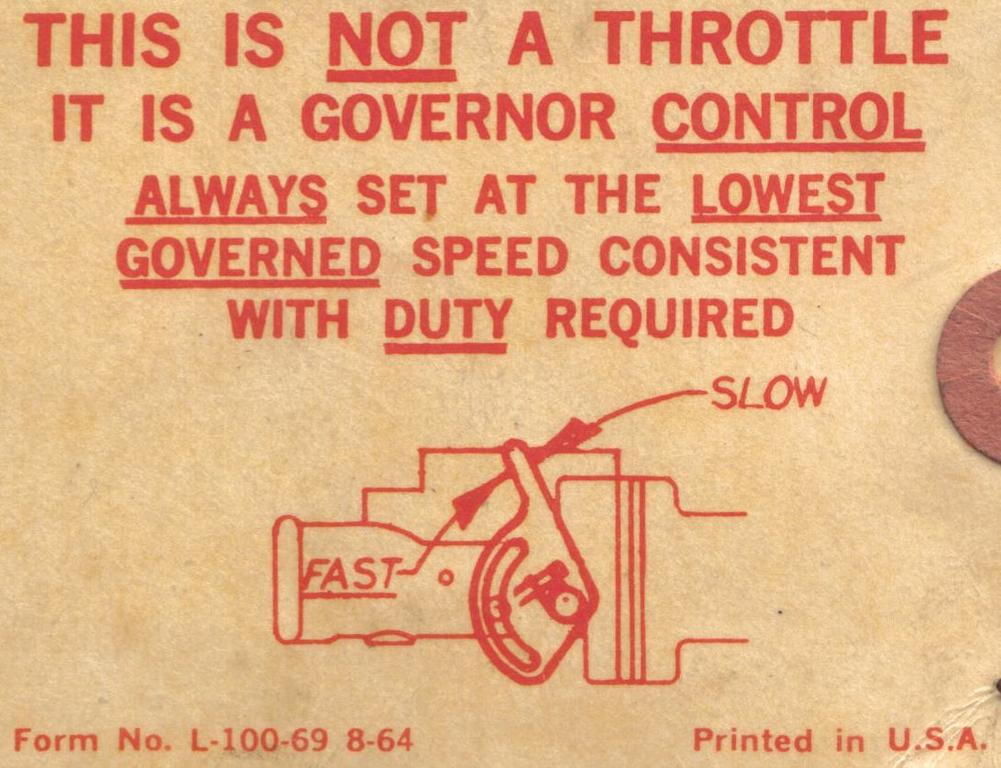 THIS IS NOT A THROTTLE
IT IS A GOVERNOR CONTROL
ALWAYS SET AT THE LOWEST
GOVERNED SPEED CONSISTENT
WITH DUTY REQUIRED
SLOW
FAST
Form No. L-100-69 8-64
Printed in U.S.A.